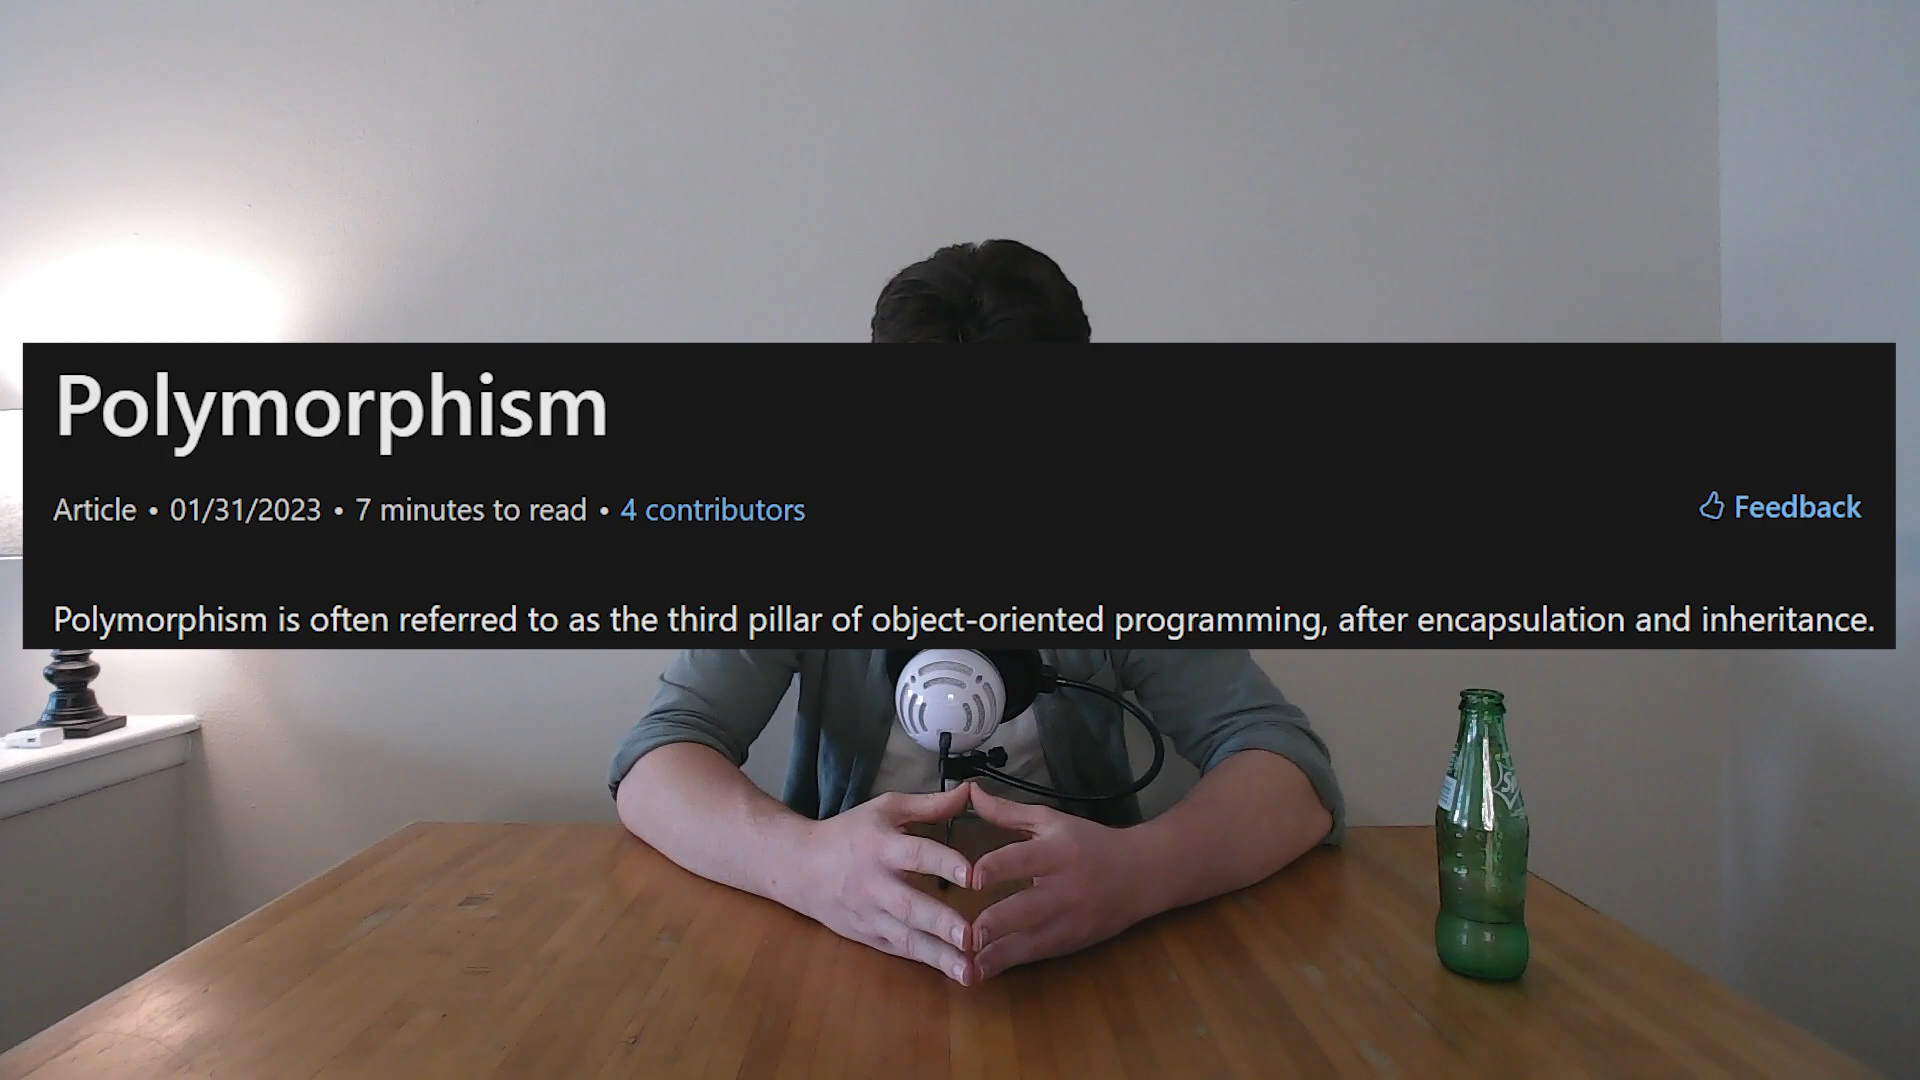 Polymorphism
Article • 01/31/2023 • 7 minutes to read • 4 contributors
Feedback
Polymorphism is often referred to as the third pillar of object-oriented programming, after encapsulation and inheritance.